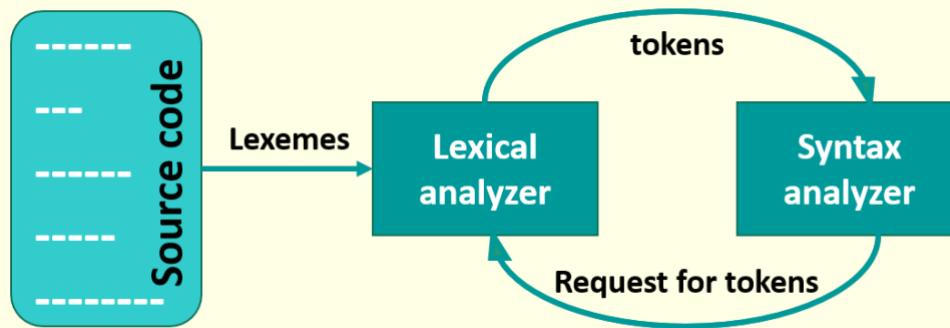 Source code
Lexemes
Lexical
analyzer
tokens
Syntax
analyzer
Request for tokens